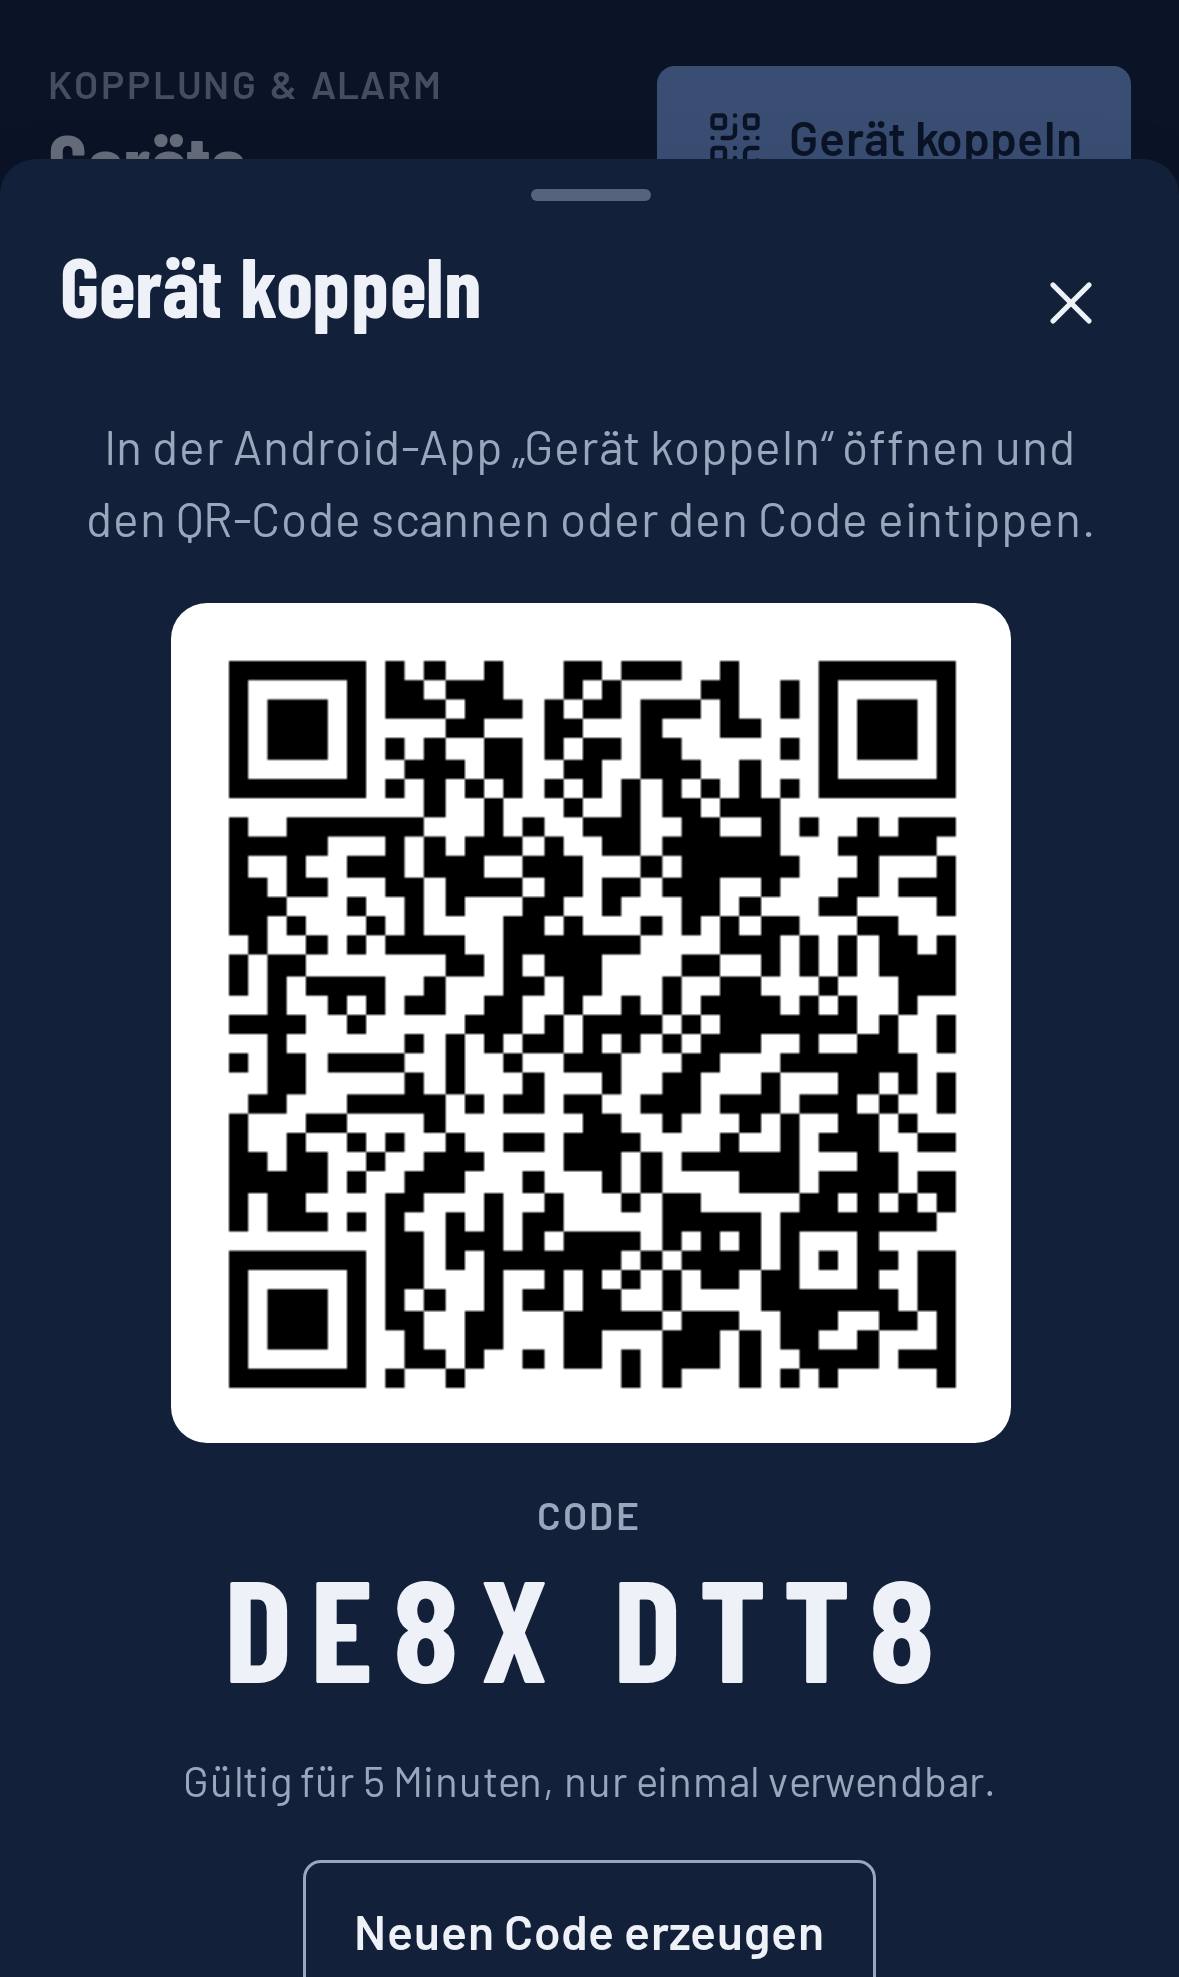 KOPPLUNG & ALARM
Geräte
Gerät koppeln
Gerät koppeln
In der Android-App „Gerät koppeln“ öffnen und
den QR-Code scannen oder den Code eintippen.
CODE
DE8X DTT8
Gültig für 5 Minuten, nur einmal verwendbar.
Neuen Code erzeugen